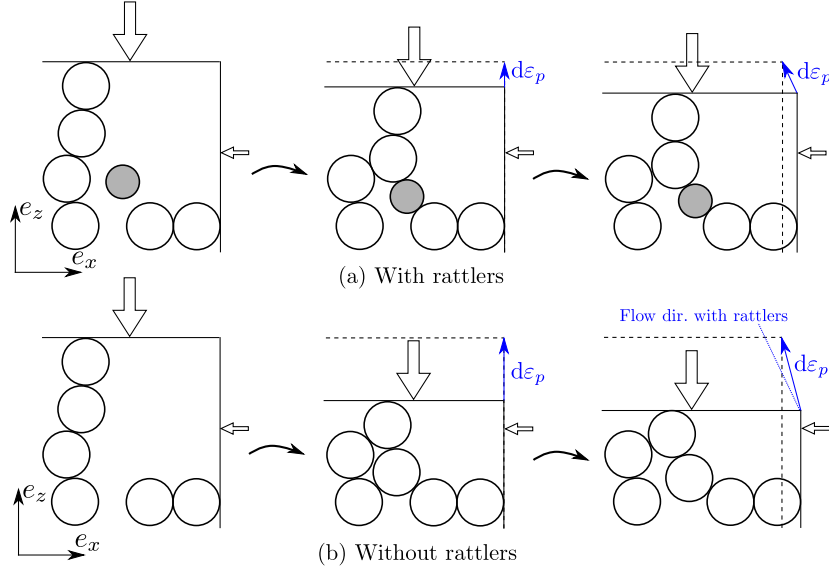 dε_p
dε_p
e_z
e_x
(a) With rattlers
Flow dir. with rattlers
dε_p
dε_p
e_z
e_x
(b) Without rattlers